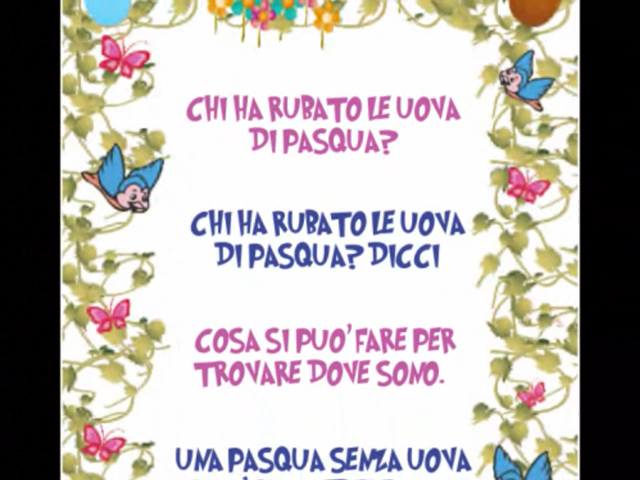 CHI HA RUBATO LE UOVA
DI PASQUA?
CHI HA RUBATO LE UOVA
DI PASQUA? DICCI
COSA SI PUO' FARE PER
TROVARE DOVE SONO.
UNA PASQUA SENZA UOVA